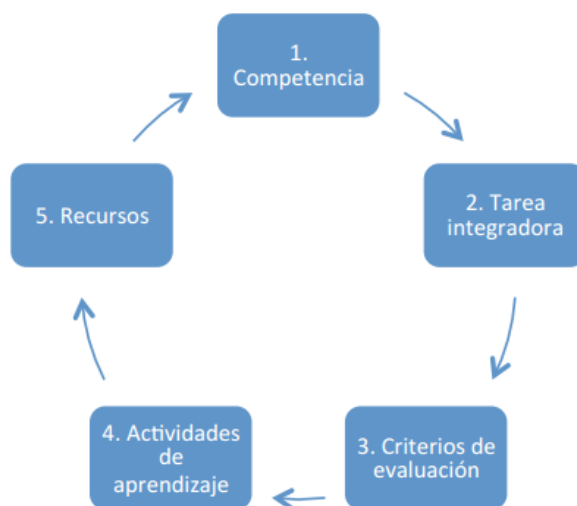 1.
Competencia
2. Tarea
integradora
3. Criterios de
evaluación
4. Actividades
de
aprendizaje
5. Recursos